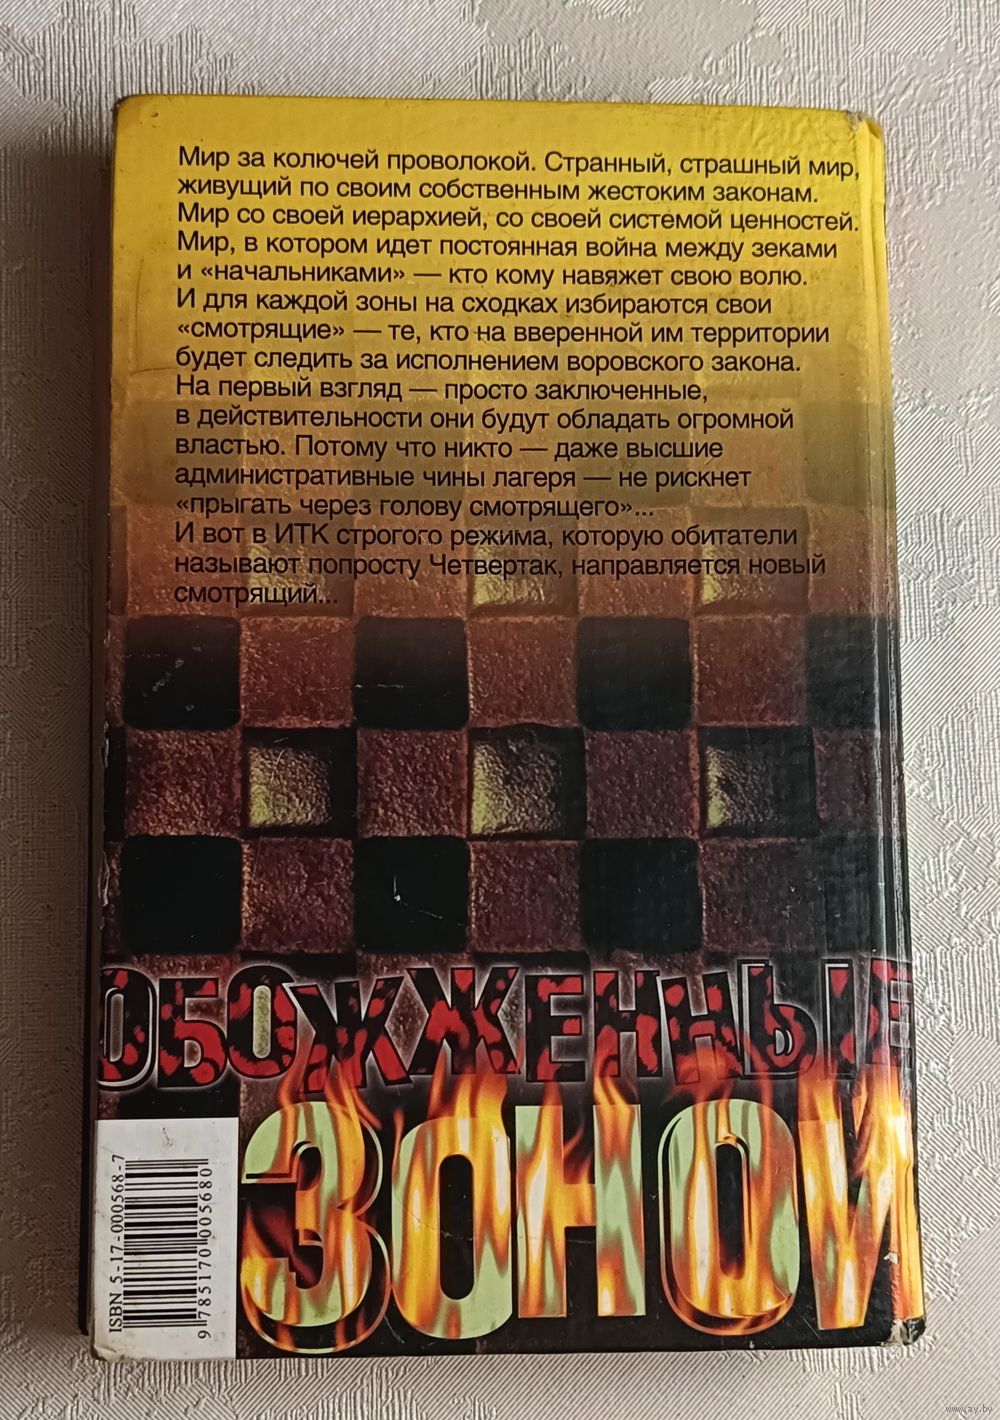 Мир за колючей проволокой. Странный, страшный мир,
живущий по своим собственным жестоким законам.
Мир со своей иерархией, со своей системой ценностей.
Мир, в котором идет постоянная война между зеками
и «начальниками» — кто кому навяжет свою волю.
И для каждой зоны на сходках избираются свои
«смотрящие» — те, кто на вверенной им территории
будет следить за исполнением воровского закона.
На первый взгляд — просто заключенные,
в действительности они будут обладать огромной
властью. Потому что никто — даже высшие
административные чины лагеря — не рискнет
«прыгать через голову смотрящего»...
И вот в ИТК строгого режима, которую обитатели
называют попросту Четвертак, направляется новый
смотрящий...
ОБОЖЖЕННЫЕ
ЗОНОЙ
ISBN 5-17-000568-7
9 785170 005680
www.ay.by